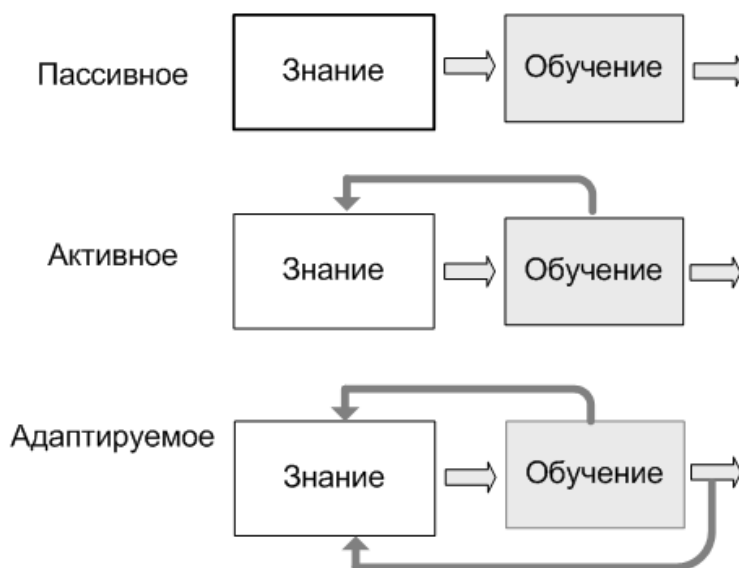 Пассивное
Знание
Обучение
Активное
Знание
Обучение
Адаптируемое
Знание
Обучение